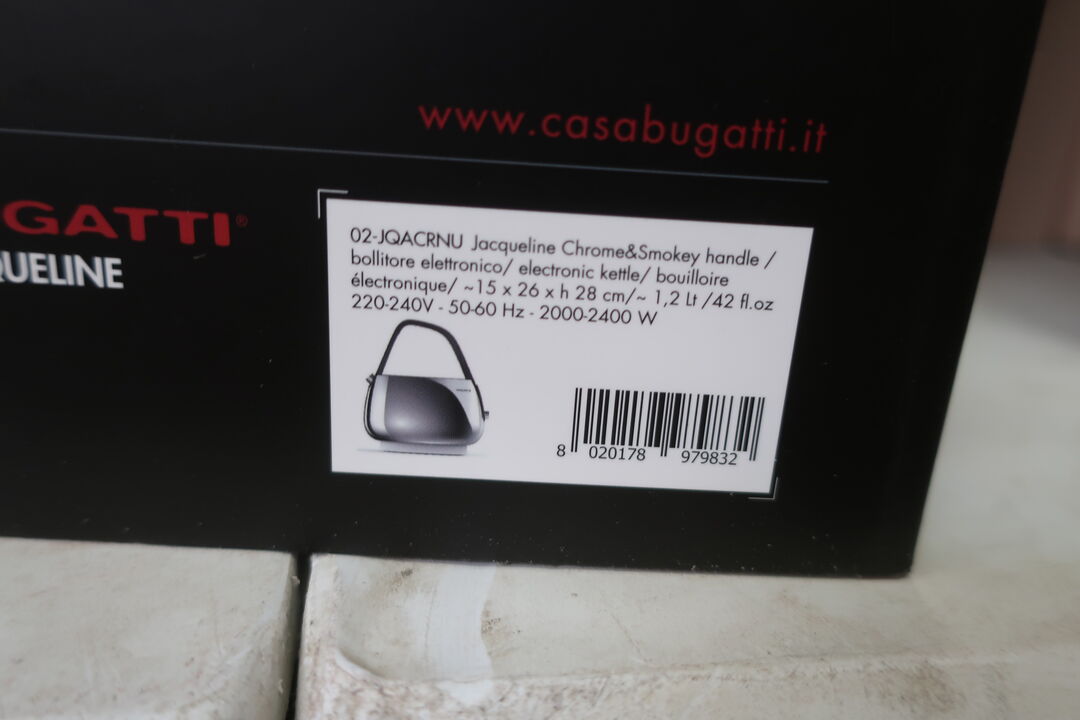 www.casabugatti.it
GATTI®
QUELINE
02-JQACRNU Jacqueline Chrome&Smokey handle /
bollitore elettronico/ electronic kettle/ bouilloire
électronique/ ~15 x 26 x h 28 cm/~ 1,2 Lt /42 fl.oz
220-240V - 50-60 Hz - 2000-2400 W
8 020178 979832